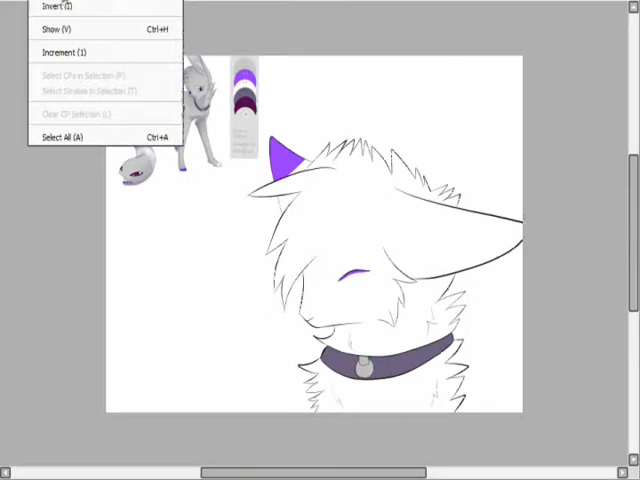 Invert (I)
Show (V) Ctrl+H
Increment (1)
Select CPs in Selection (P)
Select Strokes in Selection (T)
Clear CP Selection (L)
Select All (A) Ctrl+A